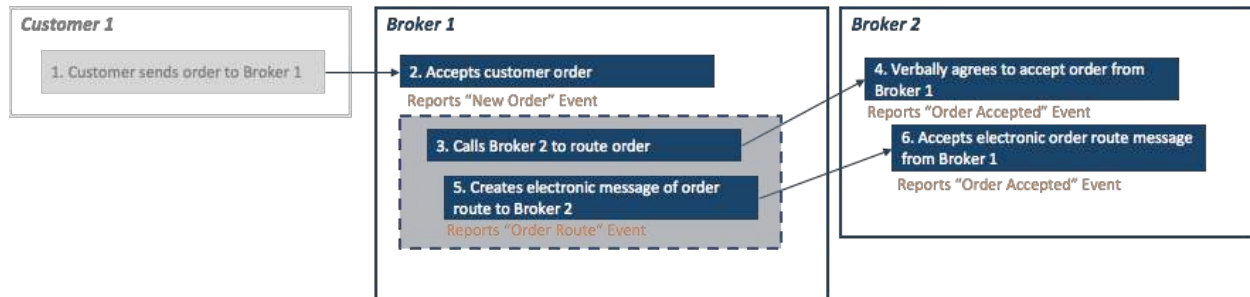 Customer 1
1. Customer sends order to Broker 1
Broker 1
2. Accepts customer order
Reports “New Order” Event
3. Calls Broker 2 to route order
5. Creates electronic message of order
route to Broker 2
Reports “Order Route” Event
Broker 2
4. Verbally agrees to accept order from
Broker 1
Reports “Order Accepted” Event
6. Accepts electronic order route message
from Broker 1
Reports “Order Accepted” Event